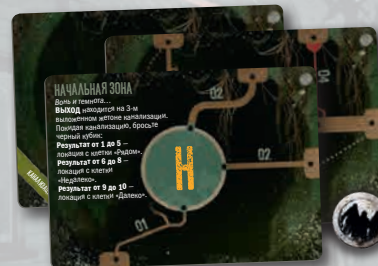 НАЧАЛЬНАЯ ЗОНА
Вонь и темнота...
ВЫХОД находится на 3-м
выложенном жетоне канализации.
Покидая канализацию, бросьте
черный кубик:
Результат от 1 до 5 –
локация с клетки «Рядом».
Результат от 6 до 8 –
локация с клетки
«Недалеко».
Результат от 9 до 10 –
локация с клетки «Далеко».
Н
02
02
01